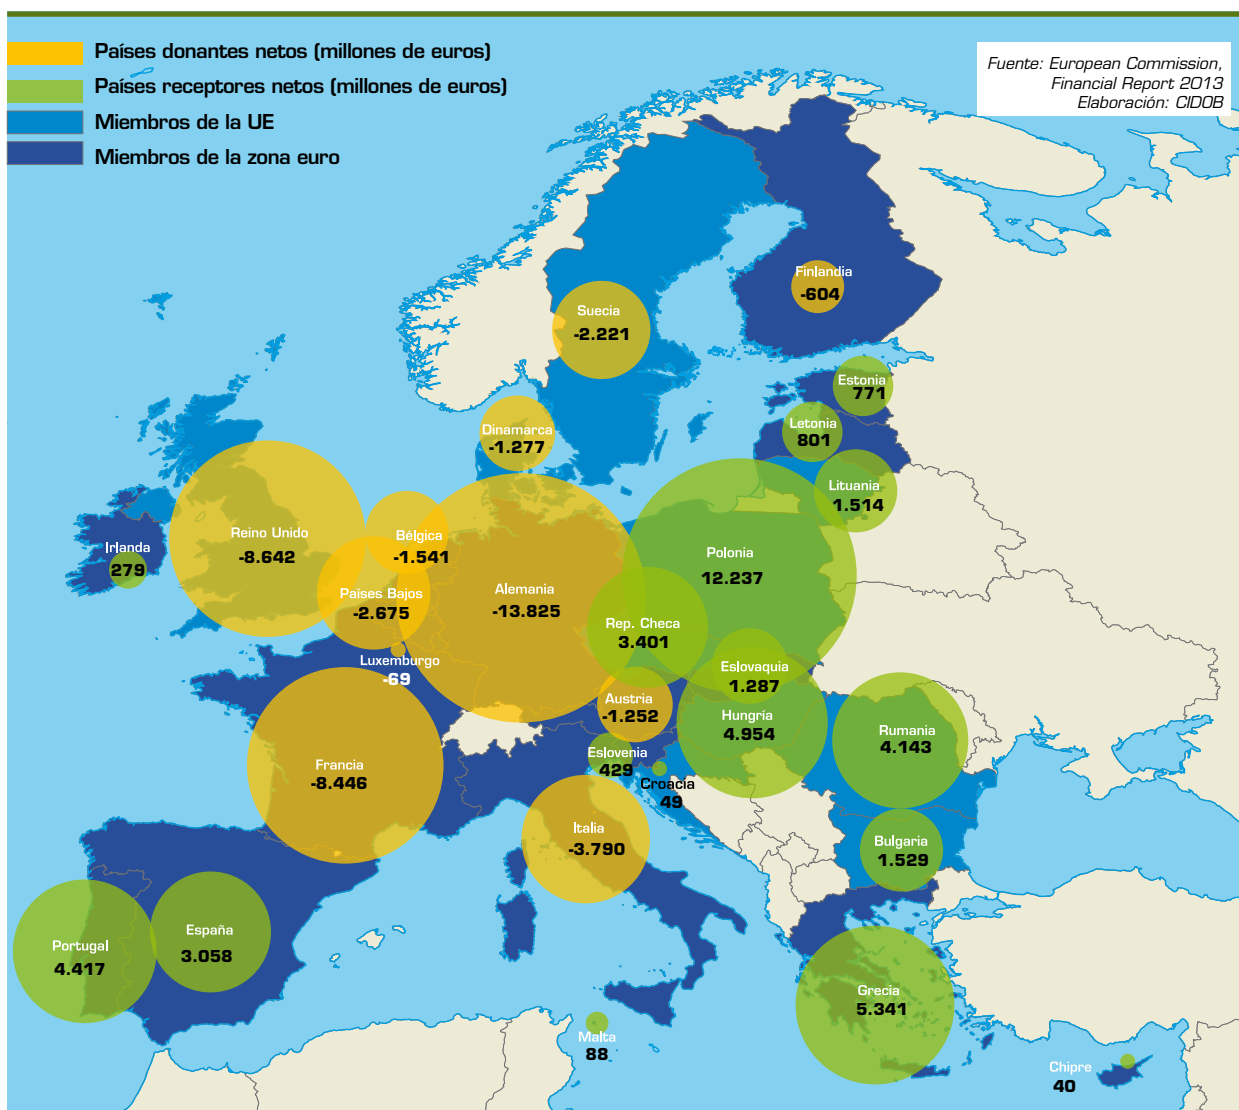 Países donantes netos (millones de euros)
Países receptores netos (millones de euros)
Miembros de la UE
Miembros de la zona euro
Fuente: European Commission,
Financial Report 2013
Elaboración: CIDOB
Finlandia
-604
Suecia
-2.221
Estonia
771
Letonia
801
Dinamarca
-1.277
Lituania
1.514
Reino Unido
-8.642
Bélgica
-1.541
Irlanda
279
Polonia
12.237
Alemania
-13.825
Países Bajos
-2.675
Rep. Checa
3.401
Luxemburgo
-69
Eslovaquia
1.287
Austria
-1.252
Hungría
4.954
Rumania
4.143
Eslovenia
429
Francia
-8.446
Croacia
49
Italia
-3.790
Bulgaria
1.529
España
3.058
Portugal
4.417
Grecia
5.341
Malta
88
Chipre
40